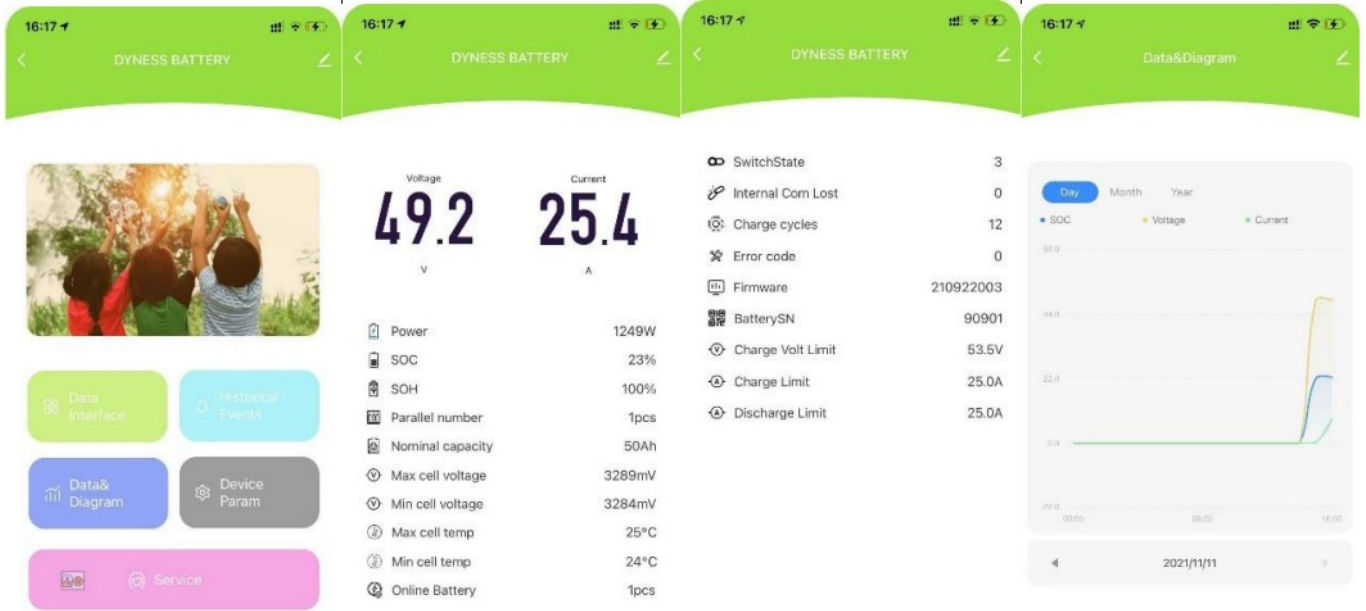 16:17
DYNESS BATTERY
Data
Interface
Historical
Events
Data&
Diagram
Device
Param
Service
16:17
DYNESS BATTERY
Voltage
49.2
V
Current
25.4
A
Power 1249W
SOC 23%
SOH 100%
Parallel number 1pcs
Nominal capacity 50Ah
Max cell voltage 3289mV
Min cell voltage 3284mV
Max cell temp 25°C
Min cell temp 24°C
Online Battery 1pcs
16:17
DYNESS BATTERY
SwitchState 3
Internal Com Lost 0
Charge cycles 12
Error code 0
Firmware 210922003
BatterySN 90901
Charge Volt Limit 53.5V
Charge Limit 25.0A
Discharge Limit 25.0A
16:17
Data&Diagram
Day Month Year
SOC Voltage Current
44.0
22.0
0.0
00:00 08:00 16:00
2021/11/11